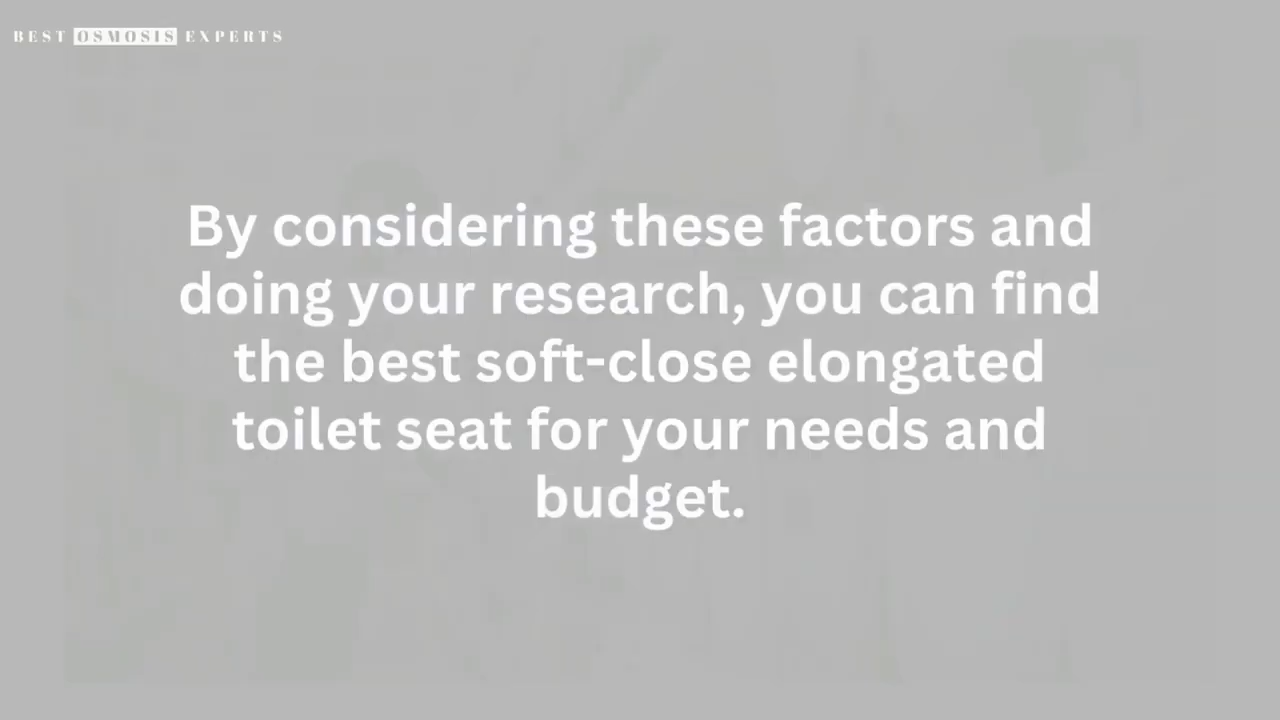 BEST OSMOSIS EXPERTS
By considering these factors and
doing your research, you can find
the best soft-close elongated
toilet seat for your needs and
budget.